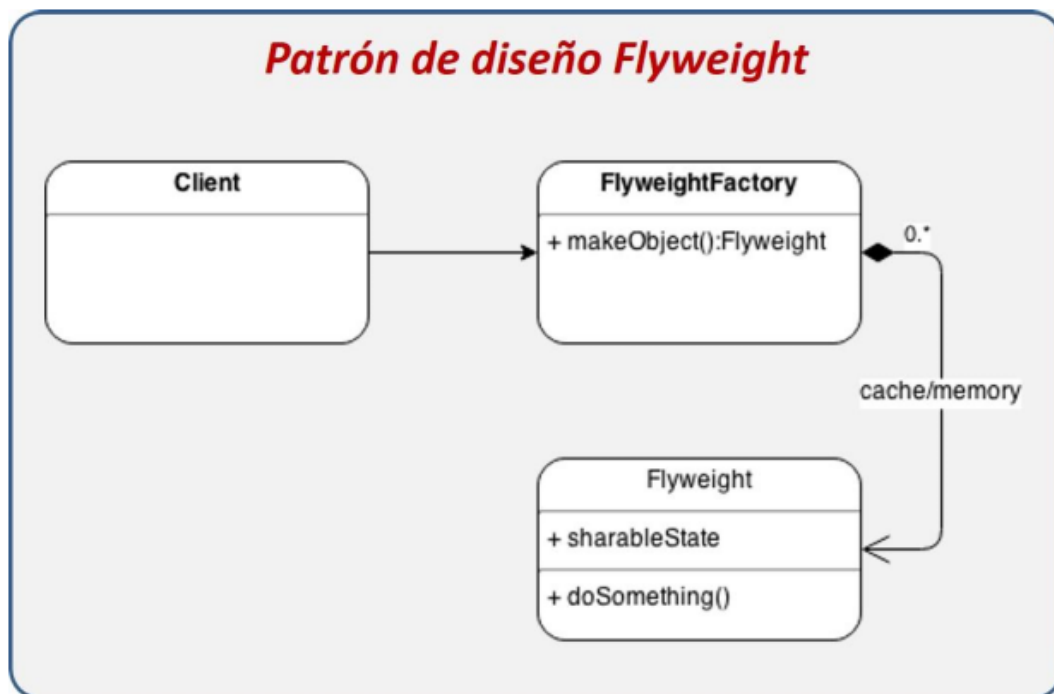 Patrón de diseño Flyweight
Client
FlyweightFactory
+ makeObject():Flyweight
0.*
cache/memory
Flyweight
+ sharableState
+ doSomething()